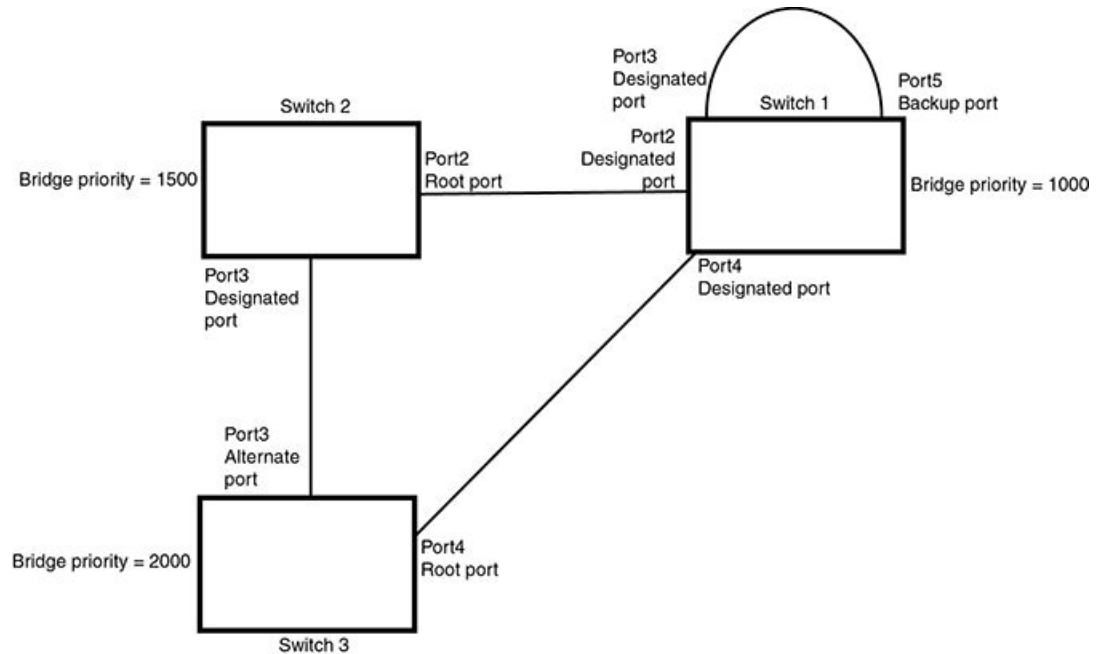 Port3
Designated
port
Switch 1
Port5
Backup port
Switch 2
Bridge priority = 1500
Port2
Root port
Port2
Designated
port
Bridge priority = 1000
Port3
Designated
port
Port4
Designated port
Port3
Alternate
port
Bridge priority = 2000
Port4
Root port
Switch 3